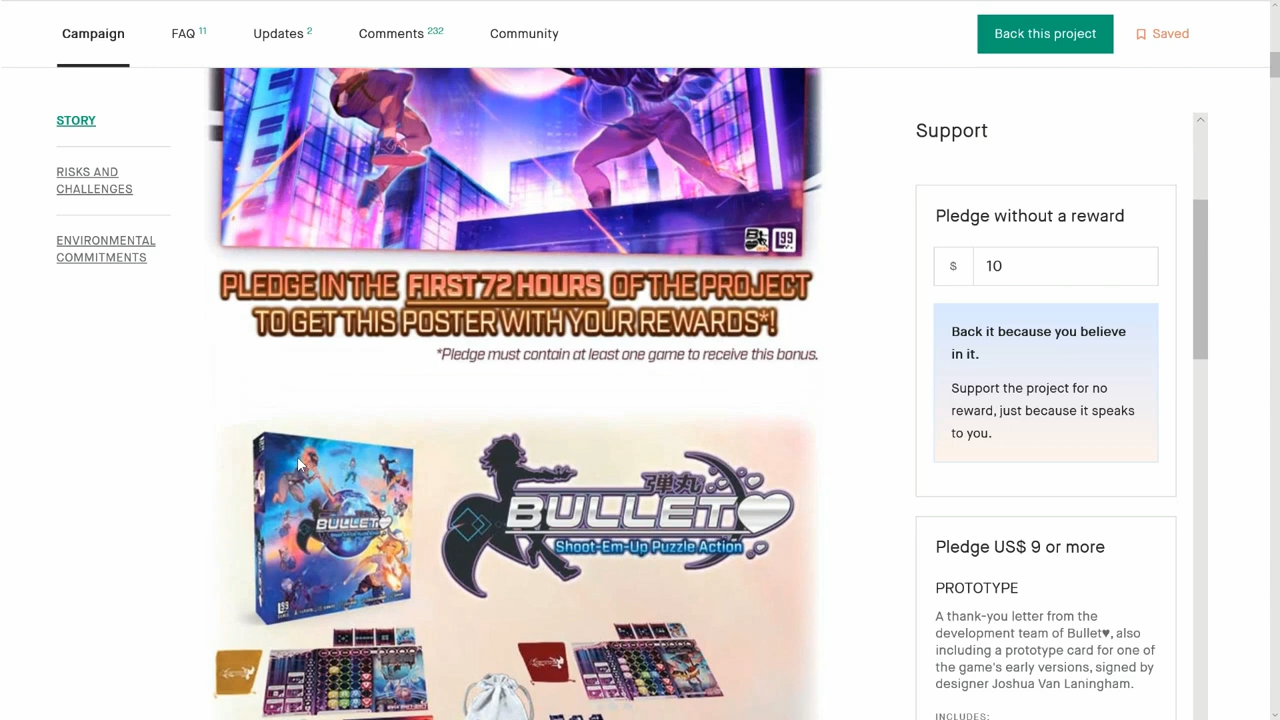 Campaign
FAQ 11
Updates 2
Comments 232
Community
Back this project
Saved
STORY
RISKS AND
CHALLENGES
ENVIRONMENTAL
COMMITMENTS
L99
PLEDGE IN THE FIRST 72 HOURS OF THE PROJECT
TO GET THIS POSTER WITH YOUR REWARDS*!
*Pledge must contain at least one game to receive this bonus.
BULLET
L99
弾丸
BULLET♥
Shoot-Em-Up Puzzle Action
Support
Pledge without a reward
$ 10
Back it because you believe
in it.
Support the project for no
reward, just because it speaks
to you.
Pledge US$ 9 or more
PROTOTYPE
A thank-you letter from the
development team of Bullet♥, also
including a prototype card for one of
the game's early versions, signed by
designer Joshua Van Laningham.
INCLUDES: